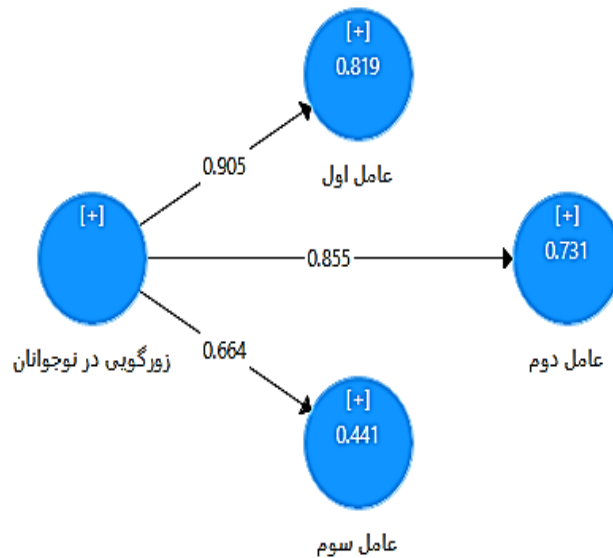 [+]
0.819
0.905
عامل اول
[+]
[+]
0.731
0.855
زورگویی در نوجوانان
عامل دوم
0.664
[+]
0.441
عامل سوم